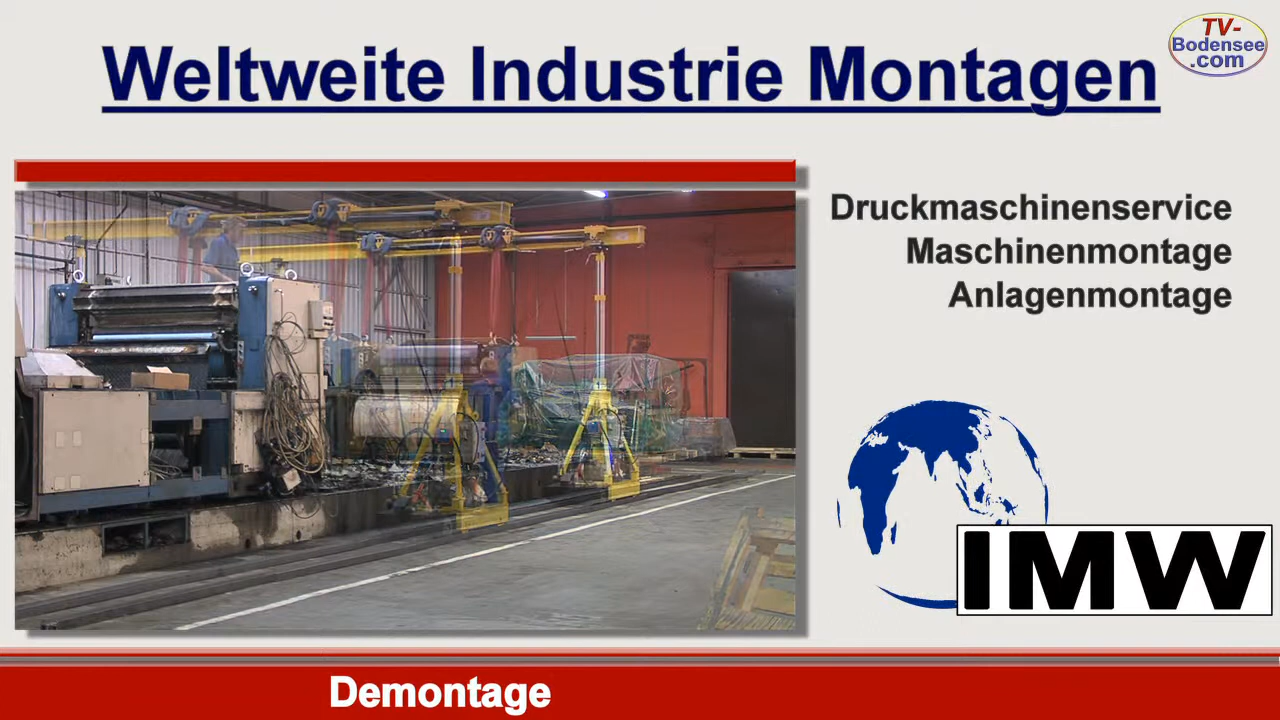 Weltweite Industrie Montagen
TV-
Bodensee
.com
Druckmaschinenservice
Maschinenmontage
Anlagenmontage
IMW
Demontage